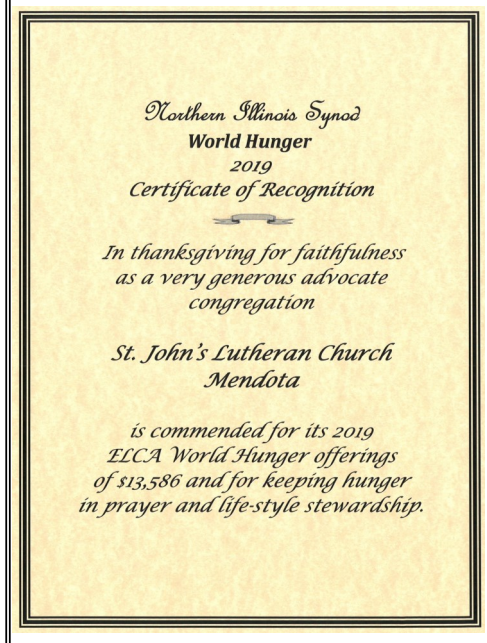 Northern Illinois Synod
World Hunger
2019
Certificate of Recognition
In thanksgiving for faithfulness
as a very generous advocate
congregation
St. John's Lutheran Church
Mendota
is commended for its 2019
ELCA World Hunger offerings
of $13,586 and for keeping hunger
in prayer and life-style stewardship.